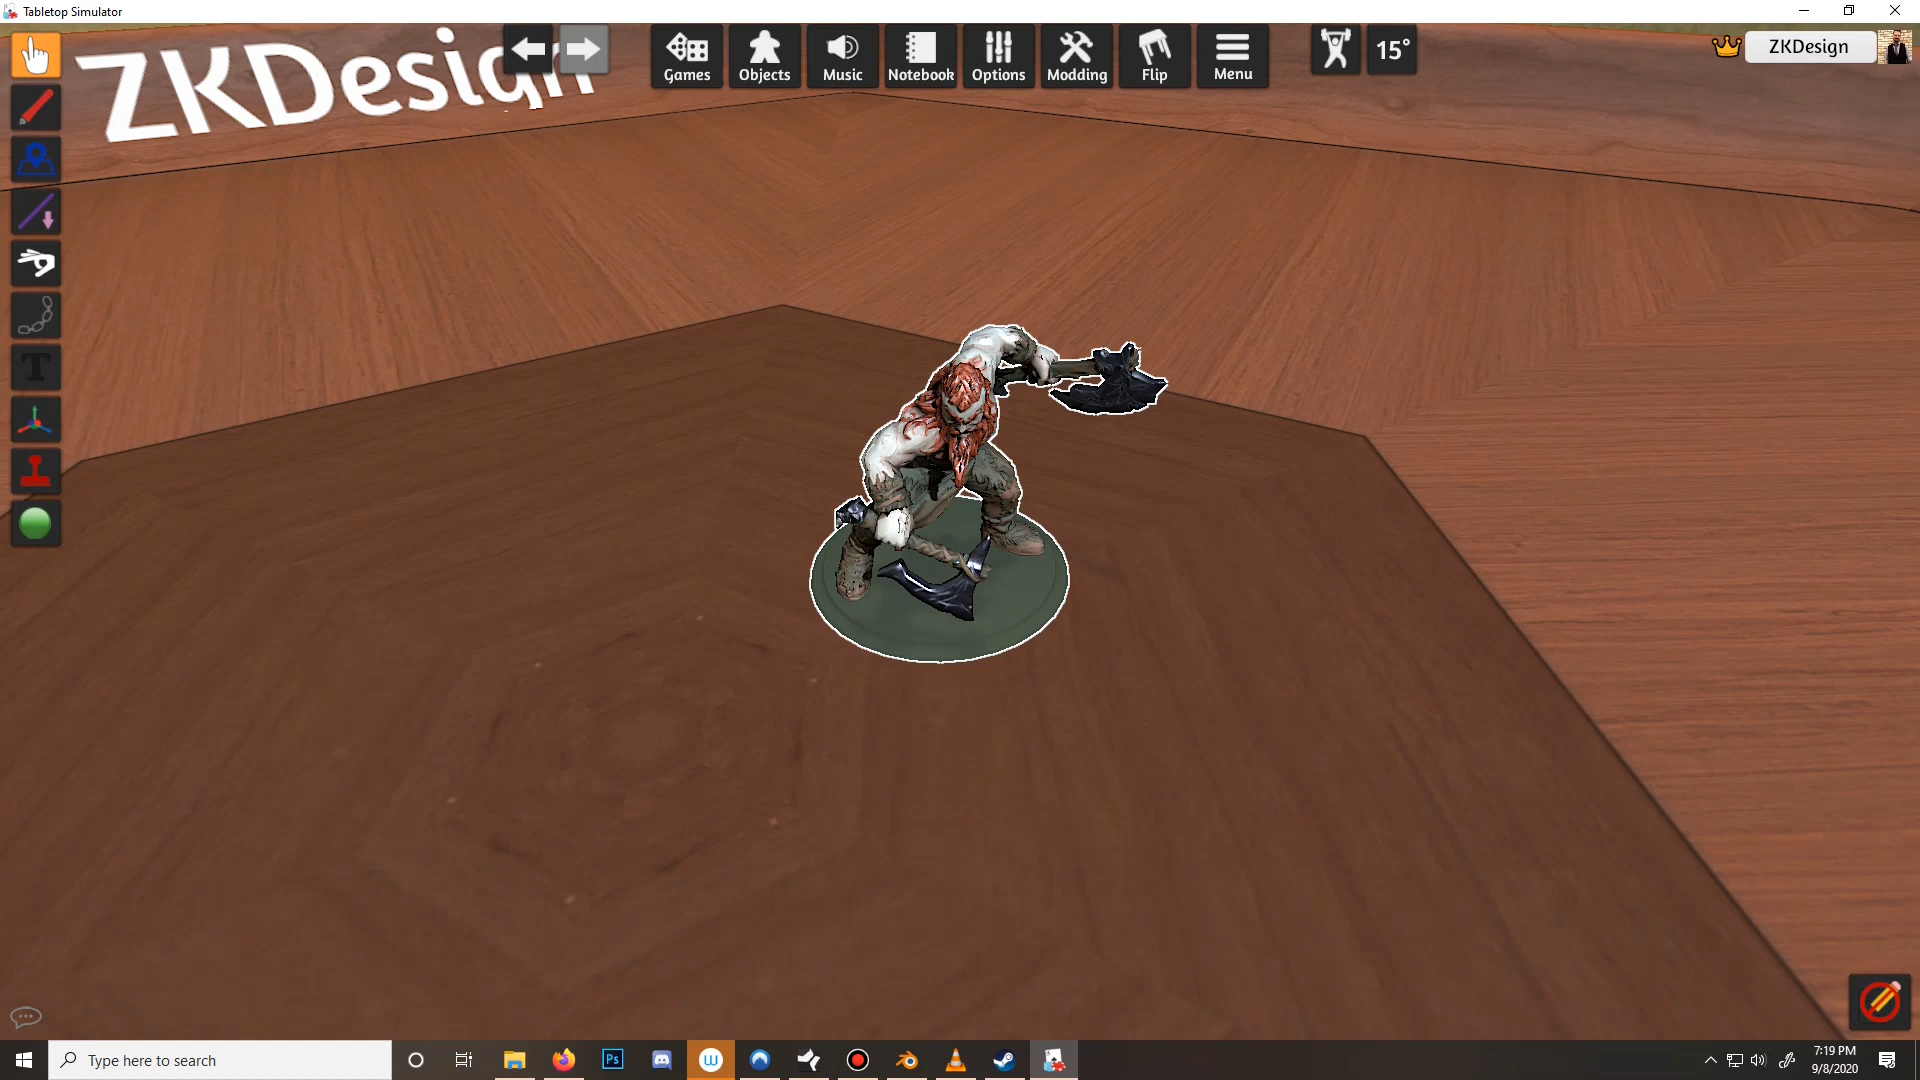 Tabletop Simulator
ZKDesign
Games
Objects
Music
Notebook
Options
Modding
Flip
Menu
15°
ZKDesign
T
Type here to search
Ps
W
7:19 PM
9/8/2020